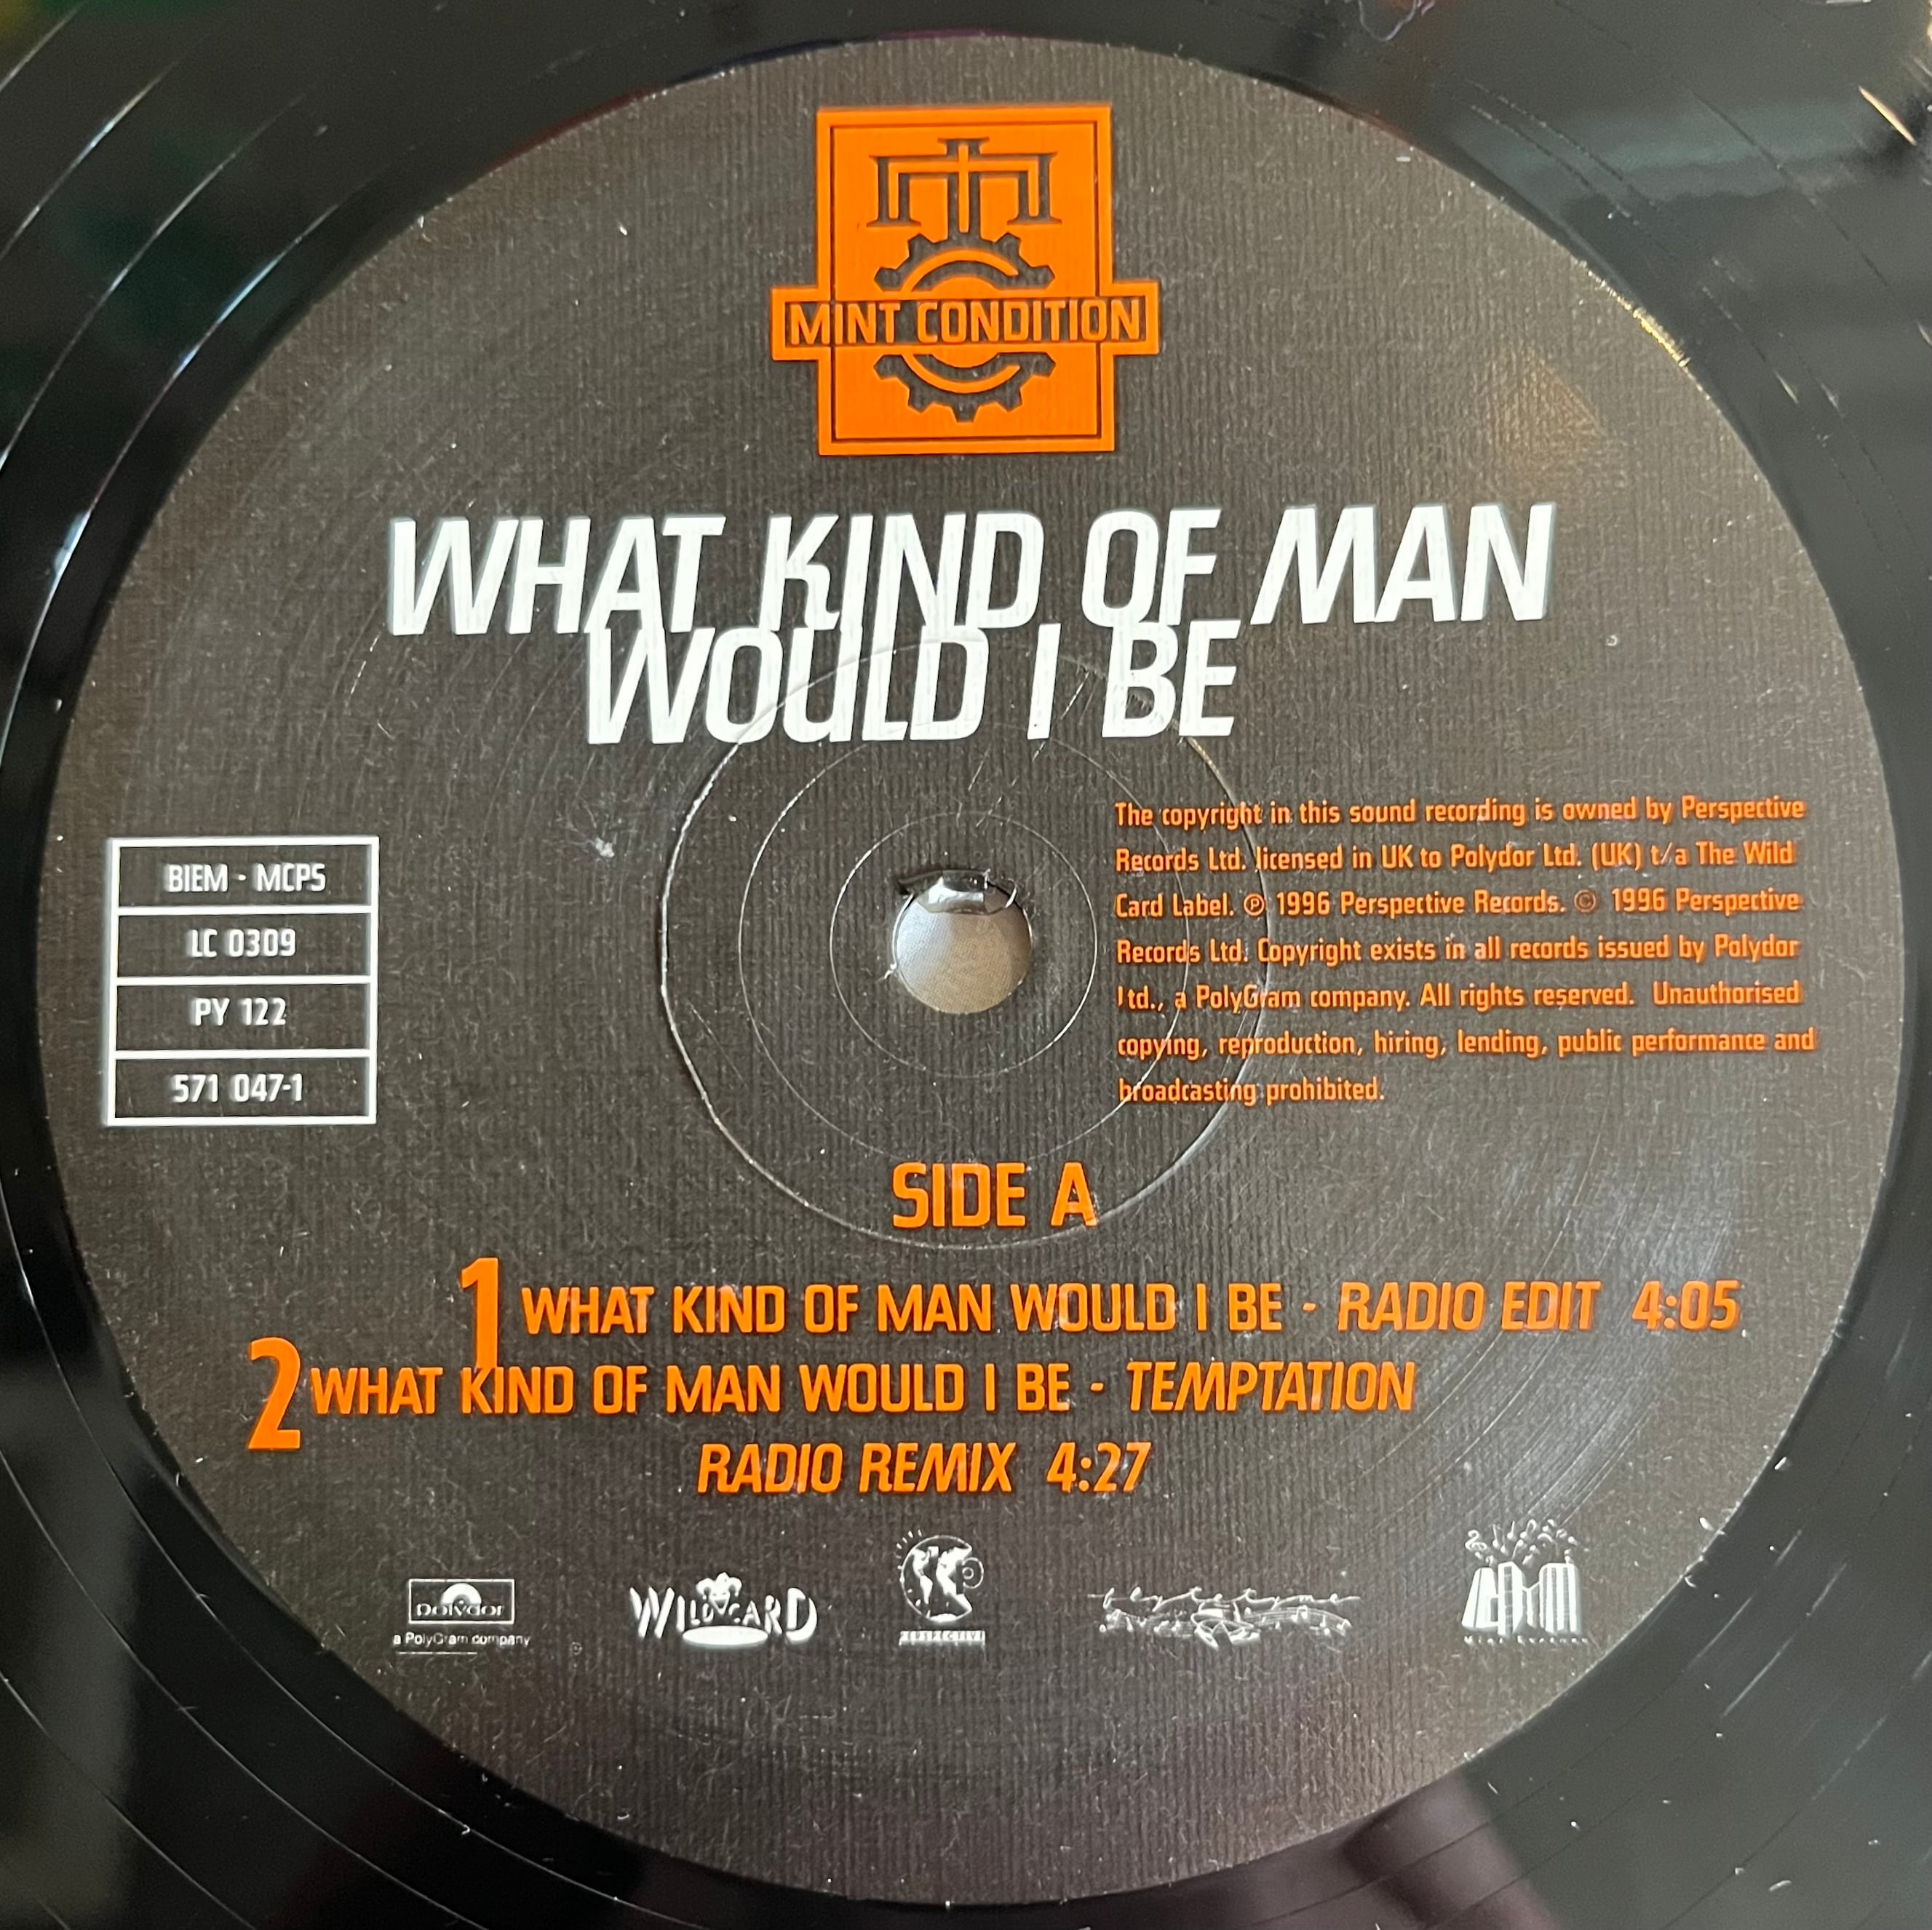 MINT CONDITION
WHAT KIND OF MAN
WOULD I BE
BIEM - MCPS
LC 0309
PY 122
571 047-1
The copyright in this sound recording is owned by Perspective
Records Ltd. licensed in UK to Polydor Ltd. (UK) t/a The Wild
Card Label. ℗ 1996 Perspective Records. © 1996 Perspective
Records Ltd. Copyright exists in all records issued by Polydor
Ltd., a PolyGram company. All rights reserved. Unauthorised
copying, reproduction, hiring, lending, public performance and
broadcasting prohibited.
SIDE A
1 WHAT KIND OF MAN WOULD I BE - RADIO EDIT 4:05
2 WHAT KIND OF MAN WOULD I BE - TEMPTATION
RADIO REMIX 4:27
polydor
a PolyGram company
WILDCARD
PERSPECTIVE
flyte tyme